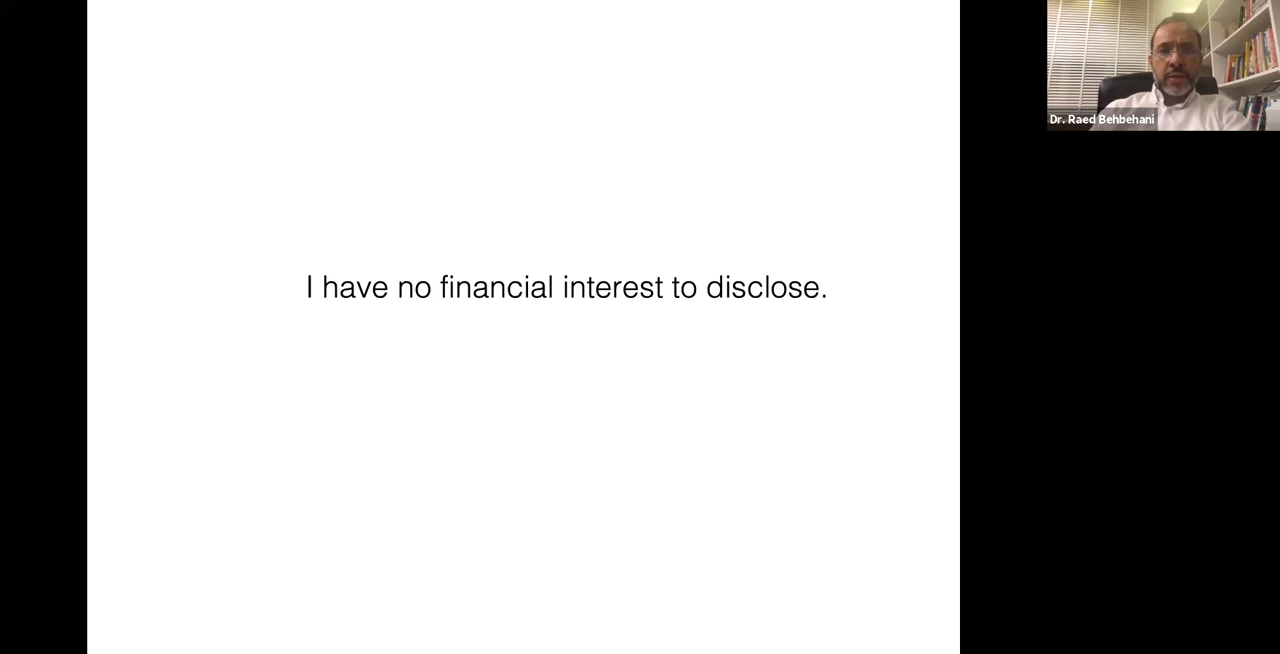 I have no financial interest to disclose.
Dr. Raed Behbehani